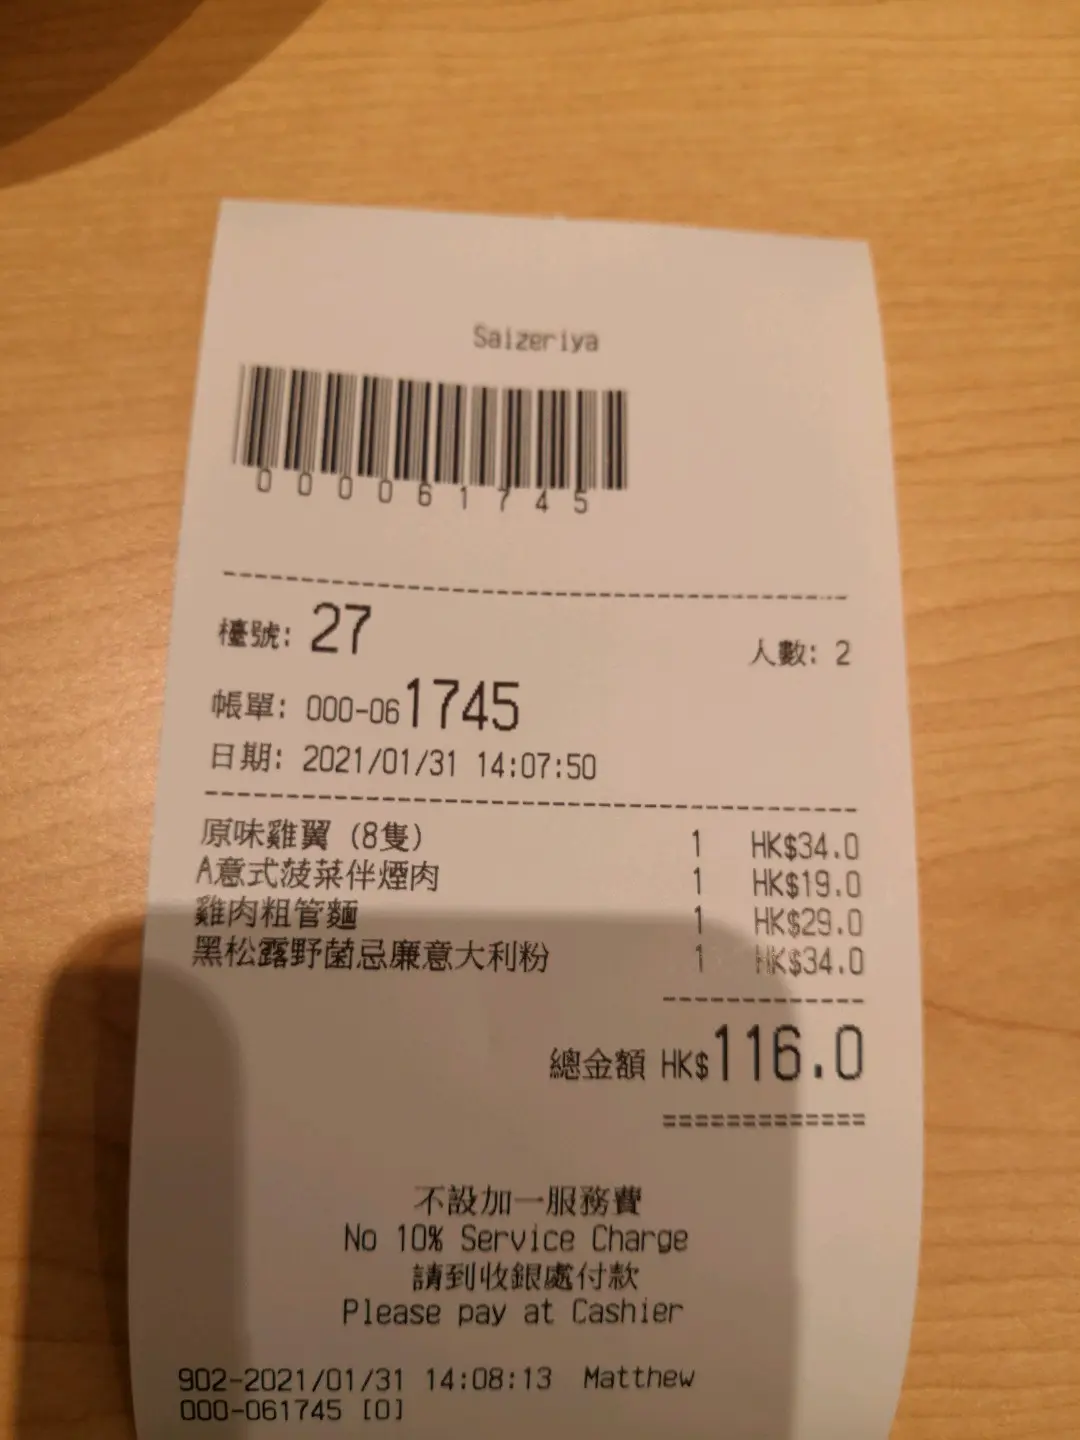 Saizeriya
000061745
檯號: 27 人數: 2
帳單: 000-061745
日期: 2021/01/31 14:07:50
原味雞翼 (8隻) 1 HK$34.0
A意式菠菜伴煙肉 1 HK$19.0
雞肉粗管麵 1 HK$29.0
黑松露野菌忌廉意大利粉 1 HK$34.0
總金額 HK$116.0
不設加一服務費
No 10% Service Charge
請到收銀處付款
Please pay at Cashier
902-2021/01/31 14:08:13 Matthew
000-061745 [0]